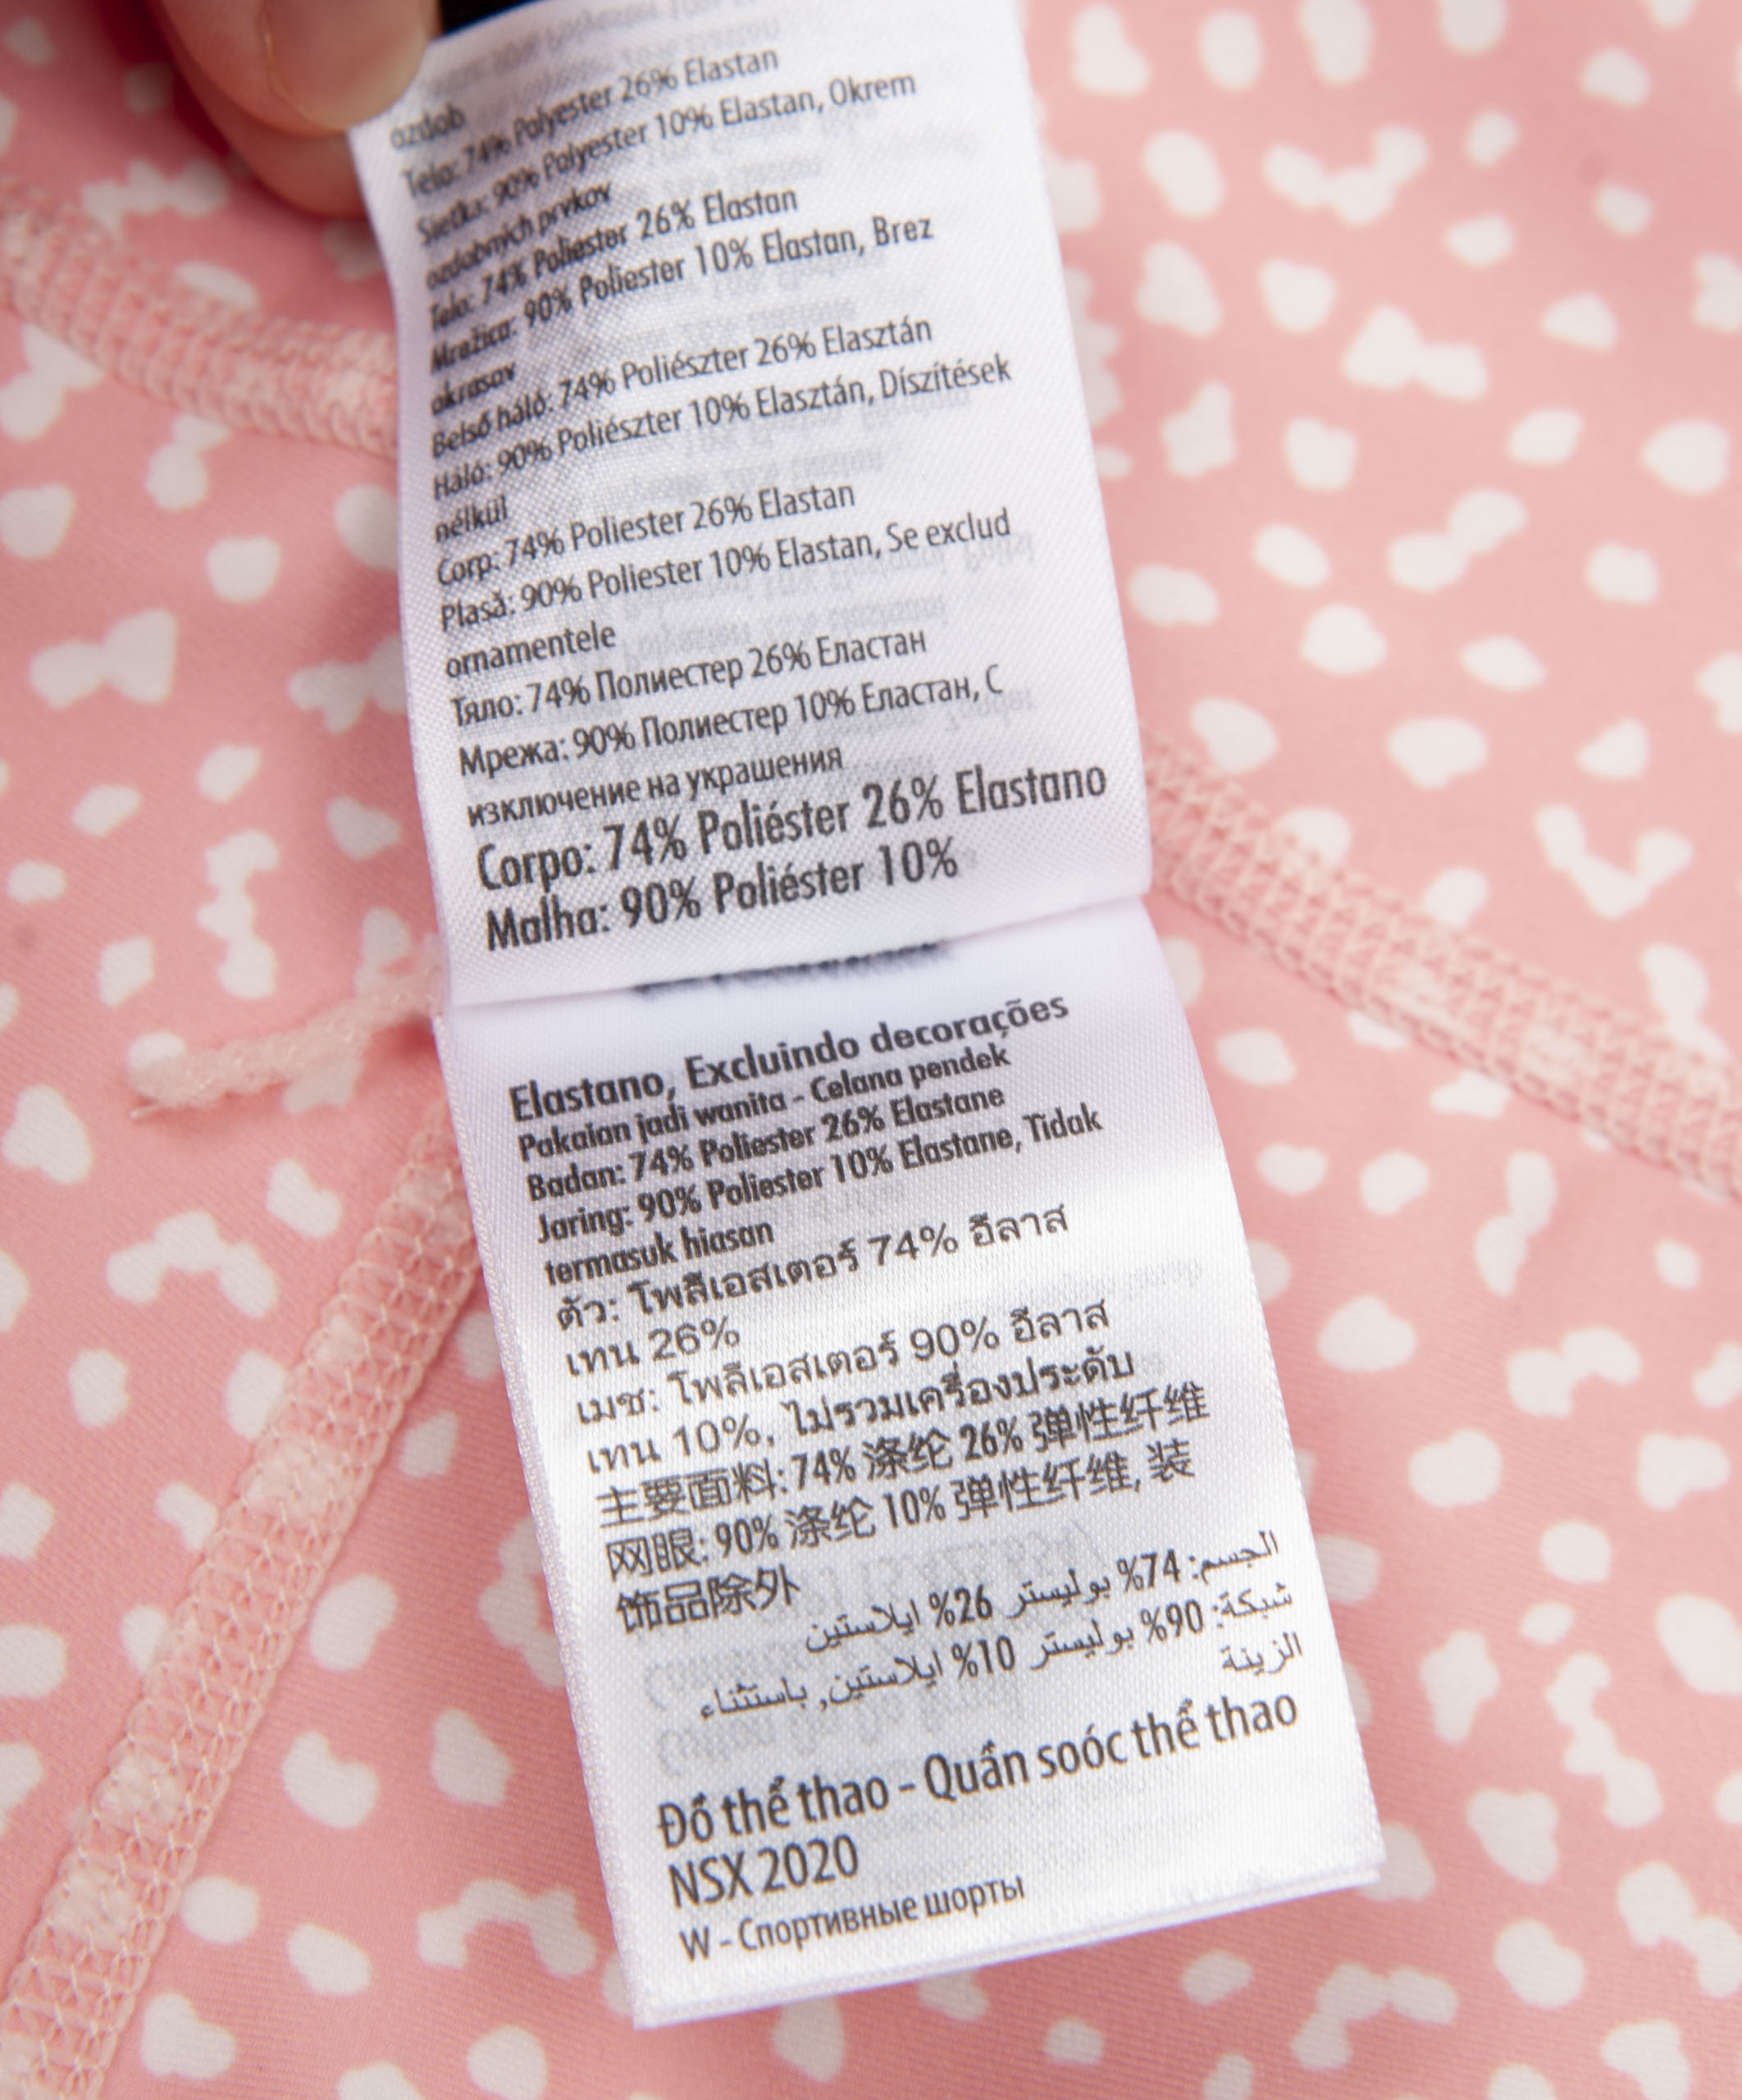 ozdob
Telo: 74% Polyester 26% Elastan
Sieťka: 90% Polyester 10% Elastan, Okrem
ozdobných prvkov
Telo: 74% Poliester 26% Elastan
Mrežica: 90% Poliester 10% Elastan, Brez
okrasov
Belső háló: 74% Poliészter 26% Elasztán
Háló: 90% Poliészter 10% Elasztán, Díszítések
nélkül
Corp: 74% Poliester 26% Elastan
Plasă: 90% Poliester 10% Elastan, Se exclud
ornamentele
Тяло: 74% Полиестер 26% Еластан
Мрежа: 90% Полиестер 10% Еластан, С
изключение на украшения
Corpo: 74% Poliéster 26% Elastano
Malha: 90% Poliéster 10%
Elastano, Excluindo decorações
Pakaian jadi wanita - Celana pendek
Badan: 74% Poliester 26% Elastane
Jaring: 90% Poliester 10% Elastane, Tidak
termasuk hiasan
ตัว: โพลีเอสเตอร์ 74% อีลาส
เทน 26%
เมช: โพลีเอสเตอร์ 90% อีลาส
เทน 10%, ไม่รวมเครื่องประดับ
主要面料: 74% 涤纶 26% 弹性纤维
网眼: 90% 涤纶 10% 弹性纤维, 装
饰品除外
الجسم: 74% بوليستر 26% ايلاستين
شبكة: 90% بوليستر 10% ايلاستين, باستثناء
الزينة
Đồ thể thao - Quần soóc thể thao
NSX 2020
W - Спортивные шорты